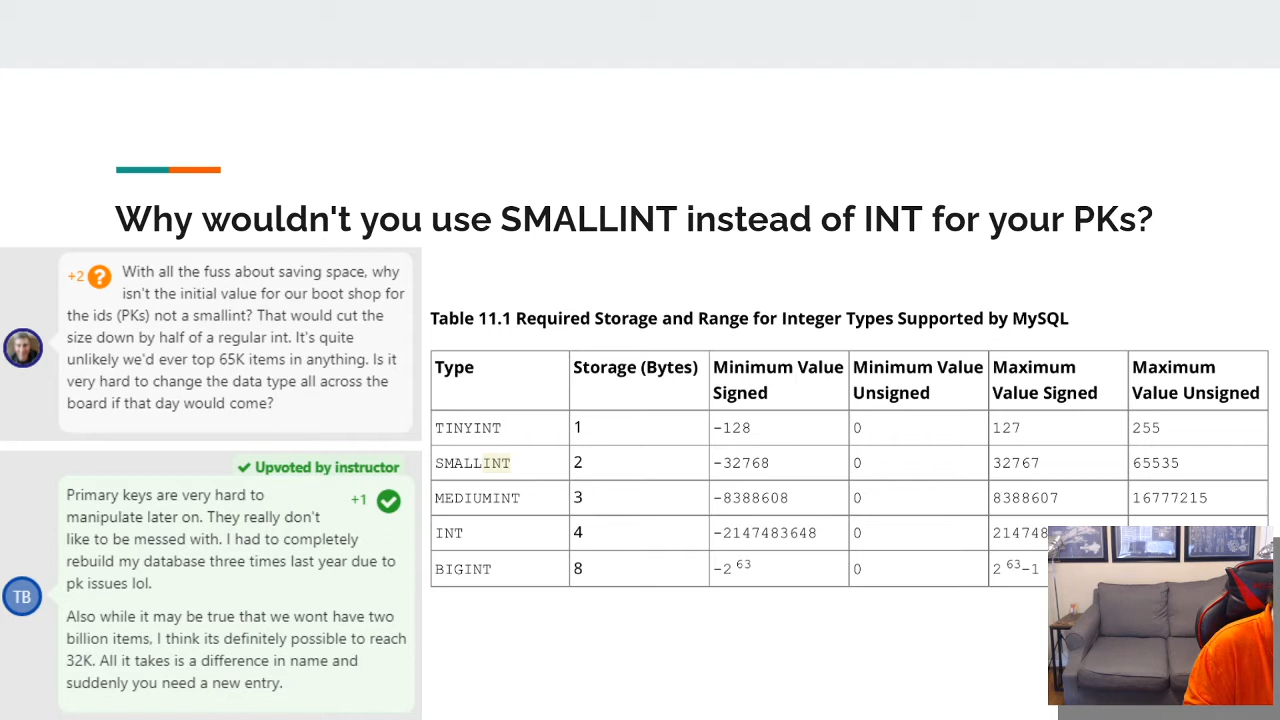 Why wouldn't you use SMALLINT instead of INT for your PKs?
+2 ? With all the fuss about saving space, why
isn't the initial value for our boot shop for
the ids (PKs) not a smallint? That would cut the
size down by half of a regular int. It's quite
unlikely we'd ever top 65K items in anything. Is it
very hard to change the data type all across the
board if that day would come?
✓ Upvoted by instructor
Primary keys are very hard to +1
manipulate later on. They really don't
like to be messed with. I had to completely
rebuild my database three times last year due to
pk issues lol.
TB
Also while it may be true that we wont have two
billion items, I think its definitely possible to reach
32K. All it takes is a difference in name and
suddenly you need a new entry.
Table 11.1 Required Storage and Range for Integer Types Supported by MySQL
Type Storage (Bytes) Minimum Value Signed Minimum Value Unsigned Maximum Value Signed Maximum Value Unsigned
TINYINT 1 -128 0 127 255
SMALLINT 2 -32768 0 32767 65535
MEDIUMINT 3 -8388608 0 8388607 16777215
INT 4 -2147483648 0 214748
BIGINT 8 -2^63 0 2^63-1